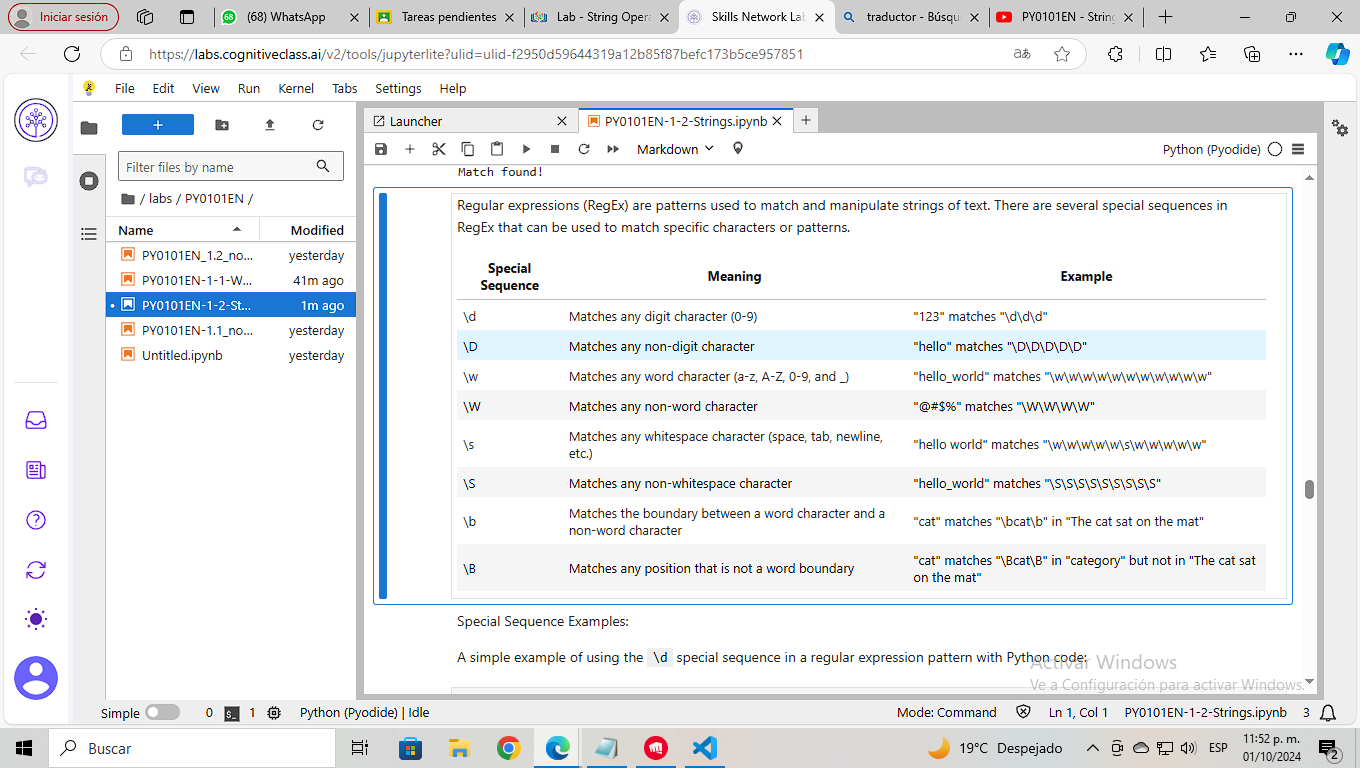 Iniciar sesión
68
(68) WhatsApp
Tareas pendientes
Lab - String Opera
Skills Network Lab
traductor - Búsqu
PY0101EN - String
https://labs.cognitiveclass.ai/v2/tools/jupyterlite?ulid=ulid-f2950d59644319a12b85f87befc173b5ce957851
File Edit View Run Kernel Tabs Settings Help
Filter files by name
/ labs / PY0101EN /
Name Modified
PY0101EN_1.2_no... yesterday
PY0101EN-1-1-W... 41m ago
PY0101EN-1-2-St... 1m ago
PY0101EN-1.1_no... yesterday
Untitled.ipynb yesterday
Launcher
PY0101EN-1-2-Strings.ipynb
Markdown
Python (Pyodide)
Match found!
Regular expressions (RegEx) are patterns used to match and manipulate strings of text. There are several special sequences in
RegEx that can be used to match specific characters or patterns.
Special
Sequence
Meaning
Example
\d Matches any digit character (0-9) "123" matches "\d\d\d"
\D Matches any non-digit character "hello" matches "\D\D\D\D\D"
\w Matches any word character (a-z, A-Z, 0-9, and _) "hello_world" matches "\w\w\w\w\w\w\w\w\w\w\w"
\W Matches any non-word character "@#$%" matches "\W\W\W\W"
\s Matches any whitespace character (space, tab, newline,
etc.)
"hello world" matches "\w\w\w\w\w\s\w\w\w\w\w"
\S Matches any non-whitespace character "hello_world" matches "\S\S\S\S\S\S\S\S\S"
\b Matches the boundary between a word character and a
non-word character
"cat" matches "\bcat\b" in "The cat sat on the mat"
\B Matches any position that is not a word boundary
"cat" matches "\Bcat\B" in "category" but not in "The cat sat
on the mat"
Special Sequence Examples:
A simple example of using the \d special sequence in a regular expression pattern with Python code:
Activar Windows
Ve a Configuración para activar Windows.
Simple 0 1 Python (Pyodide) | Idle
Mode: Command Ln 1, Col 1 PY0101EN-1-2-Strings.ipynb 3
Buscar
19°C Despejado
ESP
11:52 p. m.
01/10/2024
2